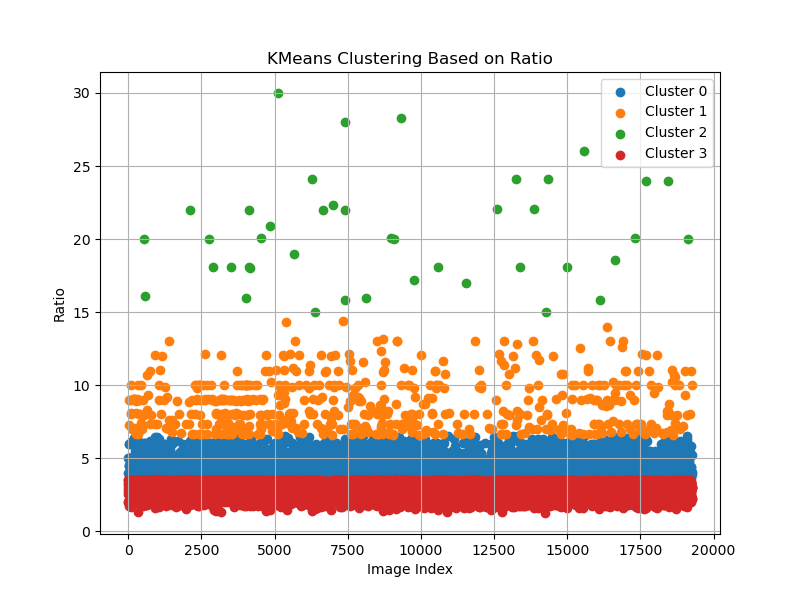 KMeans Clustering Based on Ratio
Cluster 0
Cluster 1
Cluster 2
Cluster 3
Ratio
30
25
20
15
10
5
0
0 2500 5000 7500 10000 12500 15000 17500 20000
Image Index